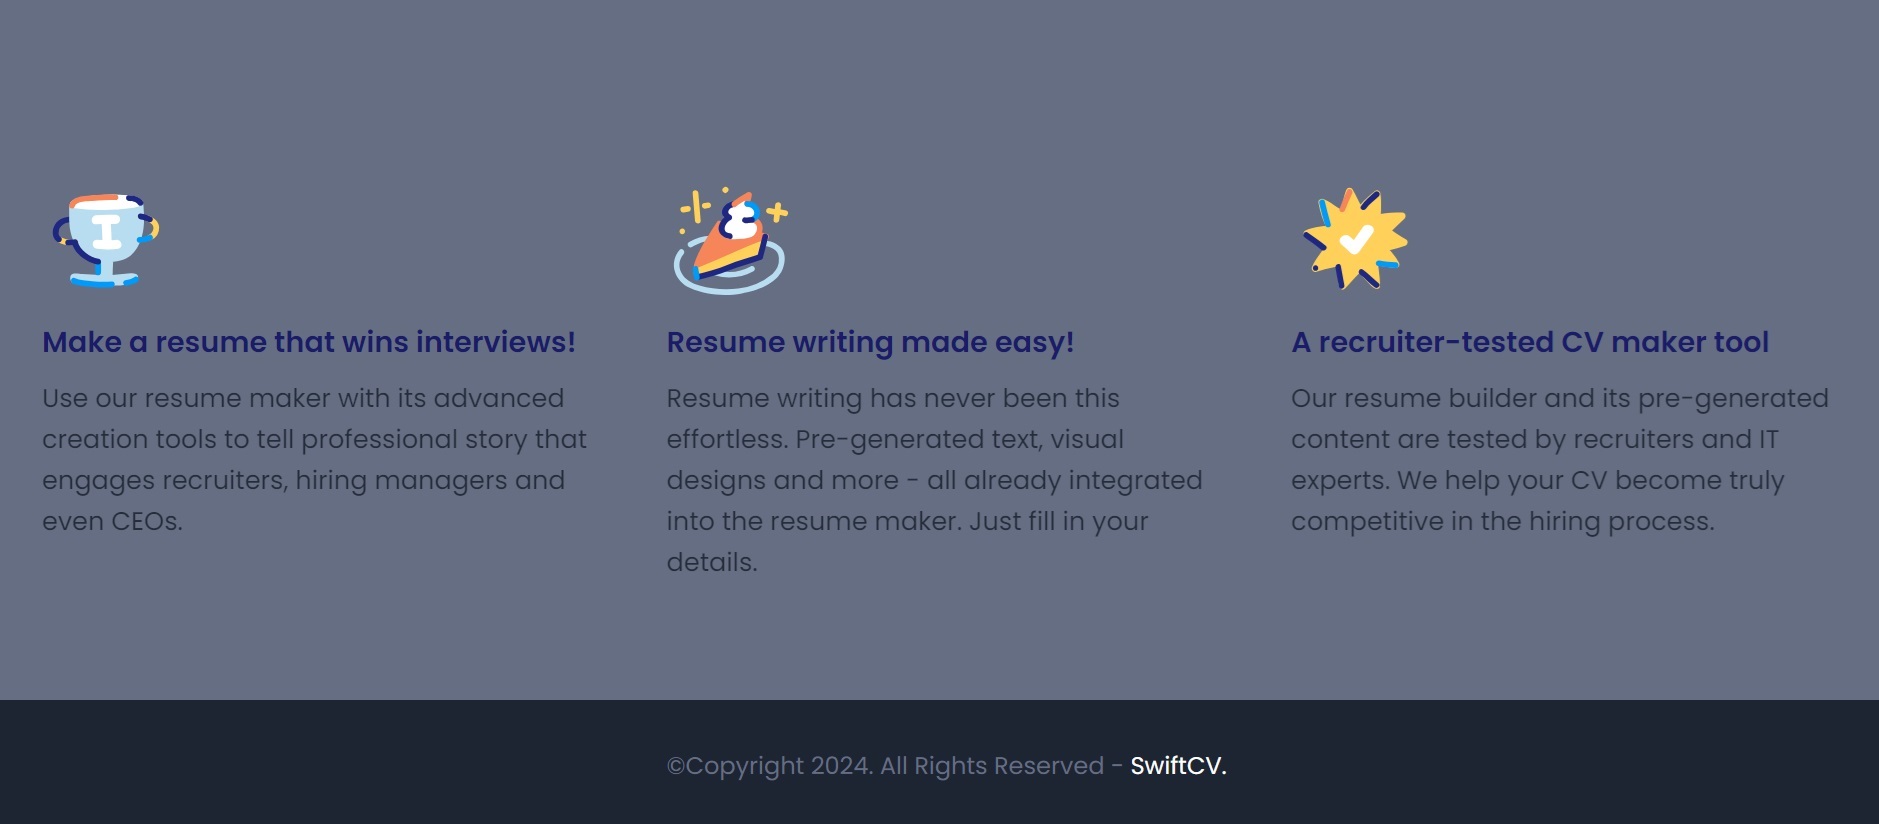 Make a resume that wins interviews!
Use our resume maker with its advanced
creation tools to tell professional story that
engages recruiters, hiring managers and
even CEOs.
Resume writing made easy!
Resume writing has never been this
effortless. Pre-generated text, visual
designs and more - all already integrated
into the resume maker. Just fill in your
details.
A recruiter-tested CV maker tool
Our resume builder and its pre-generated
content are tested by recruiters and IT
experts. We help your CV become truly
competitive in the hiring process.
©Copyright 2024. All Rights Reserved - SwiftCV.